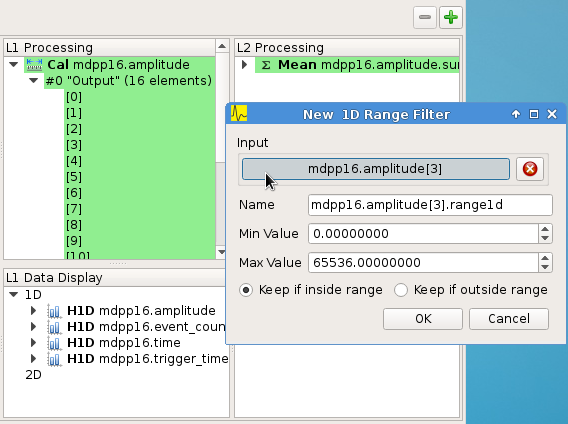 L1 Processing
Cal mdpp16.amplitude
#0 "Output" (16 elements)
[0]
[1]
[2]
[3]
[4]
[5]
[6]
[7]
[8]
[9]
[10]
L2 Processing
Σ Mean mdpp16.amplitude.su
L1 Data Display
1D
H1D mdpp16.amplitude
H1D mdpp16.event_coun
H1D mdpp16.time
H1D mdpp16.trigger_time
2D
New 1D Range Filter
Input
mdpp16.amplitude[3]
Name mdpp16.amplitude[3].range1d
Min Value 0.00000000
Max Value 65536.00000000
Keep if inside range Keep if outside range
OK Cancel